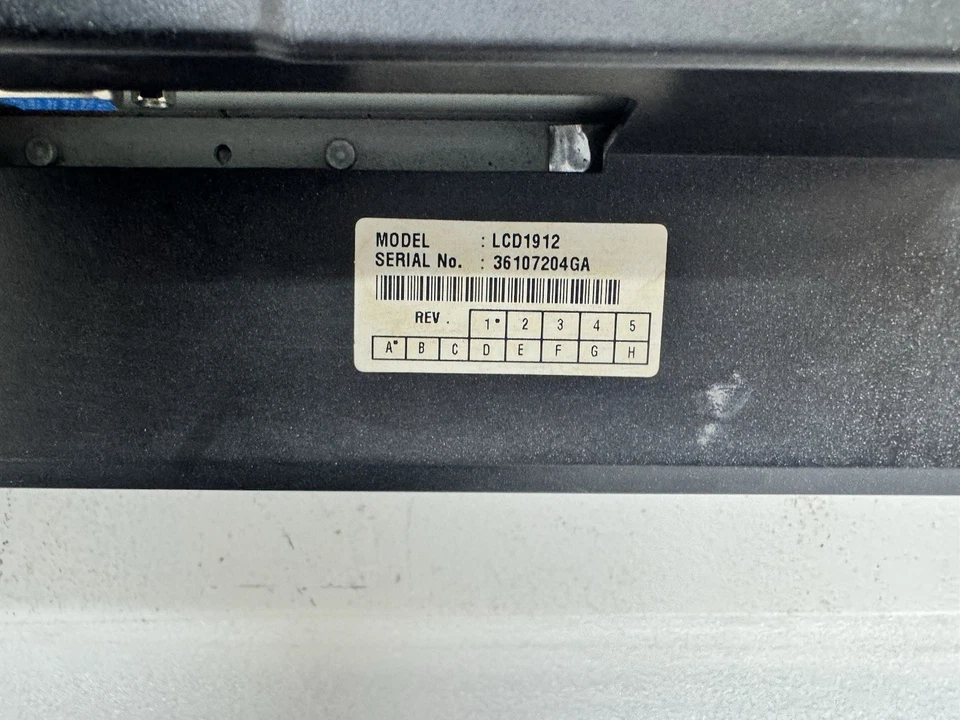 MODEL : LCD1912
SERIAL No. : 36107204GA
REV . 1• 2 3 4 5
A• B C D E F G H